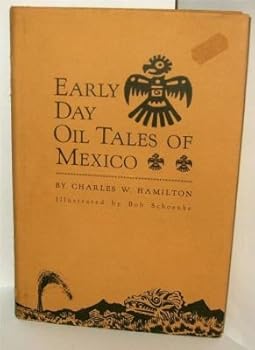 EARLY
DAY
OIL TALES OF
MEXICO
BY CHARLES W. HAMILTON
Illustrated by Bob Schoenke